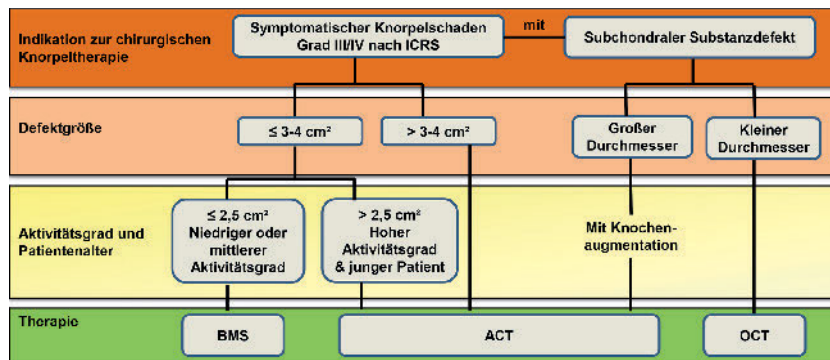 Indikation zur chirurgischen
Knorpeltherapie
Symptomatischer Knorpelschaden
Grad III/IV nach ICRS
mit
Subchondraler Substanzdefekt
Defektgröße
≤ 3-4 cm²
> 3-4 cm²
Großer
Durchmesser
Kleiner
Durchmesser
Aktivitätsgrad und
Patientenalter
≤ 2,5 cm²
Niedriger oder
mittlerer
Aktivitätsgrad
> 2,5 cm²
Hoher
Aktivitätsgrad
& junger Patient
Mit Knochen-
augmentation
Therapie
BMS
ACT
OCT